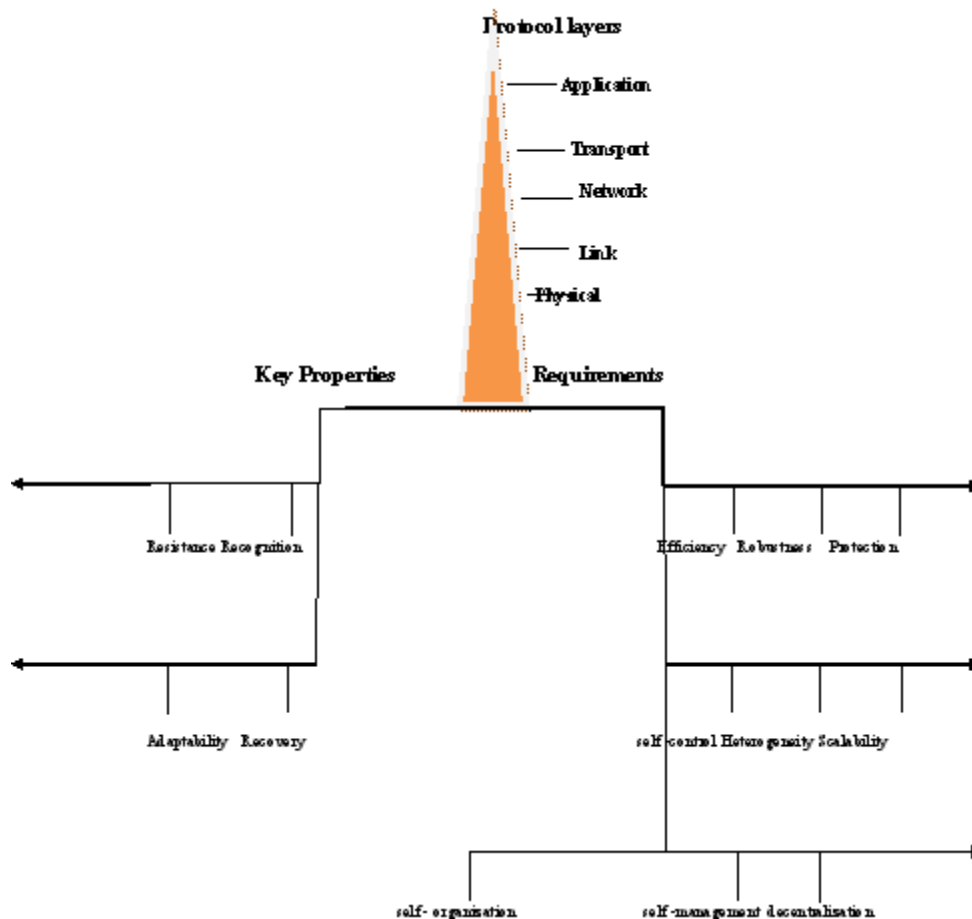 Protocol layers
Application
Transport
Network
Link
Physical
Key Properties Requirements
Resistance Recognition Efficiency Robustness Protection
Adaptability Recovery self-control Heterogeneity Scalability
self- organisation self-management decentralisation